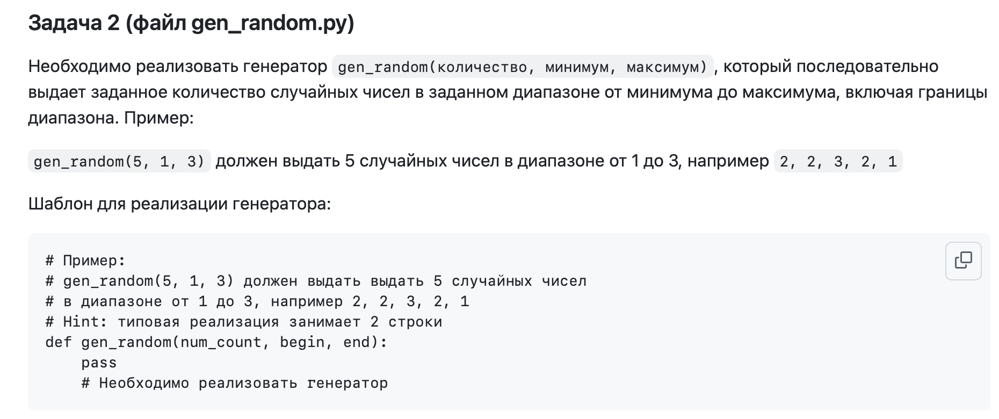 Задача 2 (файл gen_random.py)
Необходимо реализовать генератор gen_random(количество, минимум, максимум), который последовательно
выдает заданное количество случайных чисел в заданном диапазоне от минимума до максимума, включая границы
диапазона. Пример:
gen_random(5, 1, 3) должен выдать 5 случайных чисел в диапазоне от 1 до 3, например 2, 2, 3, 2, 1
Шаблон для реализации генератора:
# Пример:
# gen_random(5, 1, 3) должен выдать выдать 5 случайных чисел
# в диапазоне от 1 до 3, например 2, 2, 3, 2, 1
# Hint: типовая реализация занимает 2 строки
def gen_random(num_count, begin, end):
    pass
    # Необходимо реализовать генератор